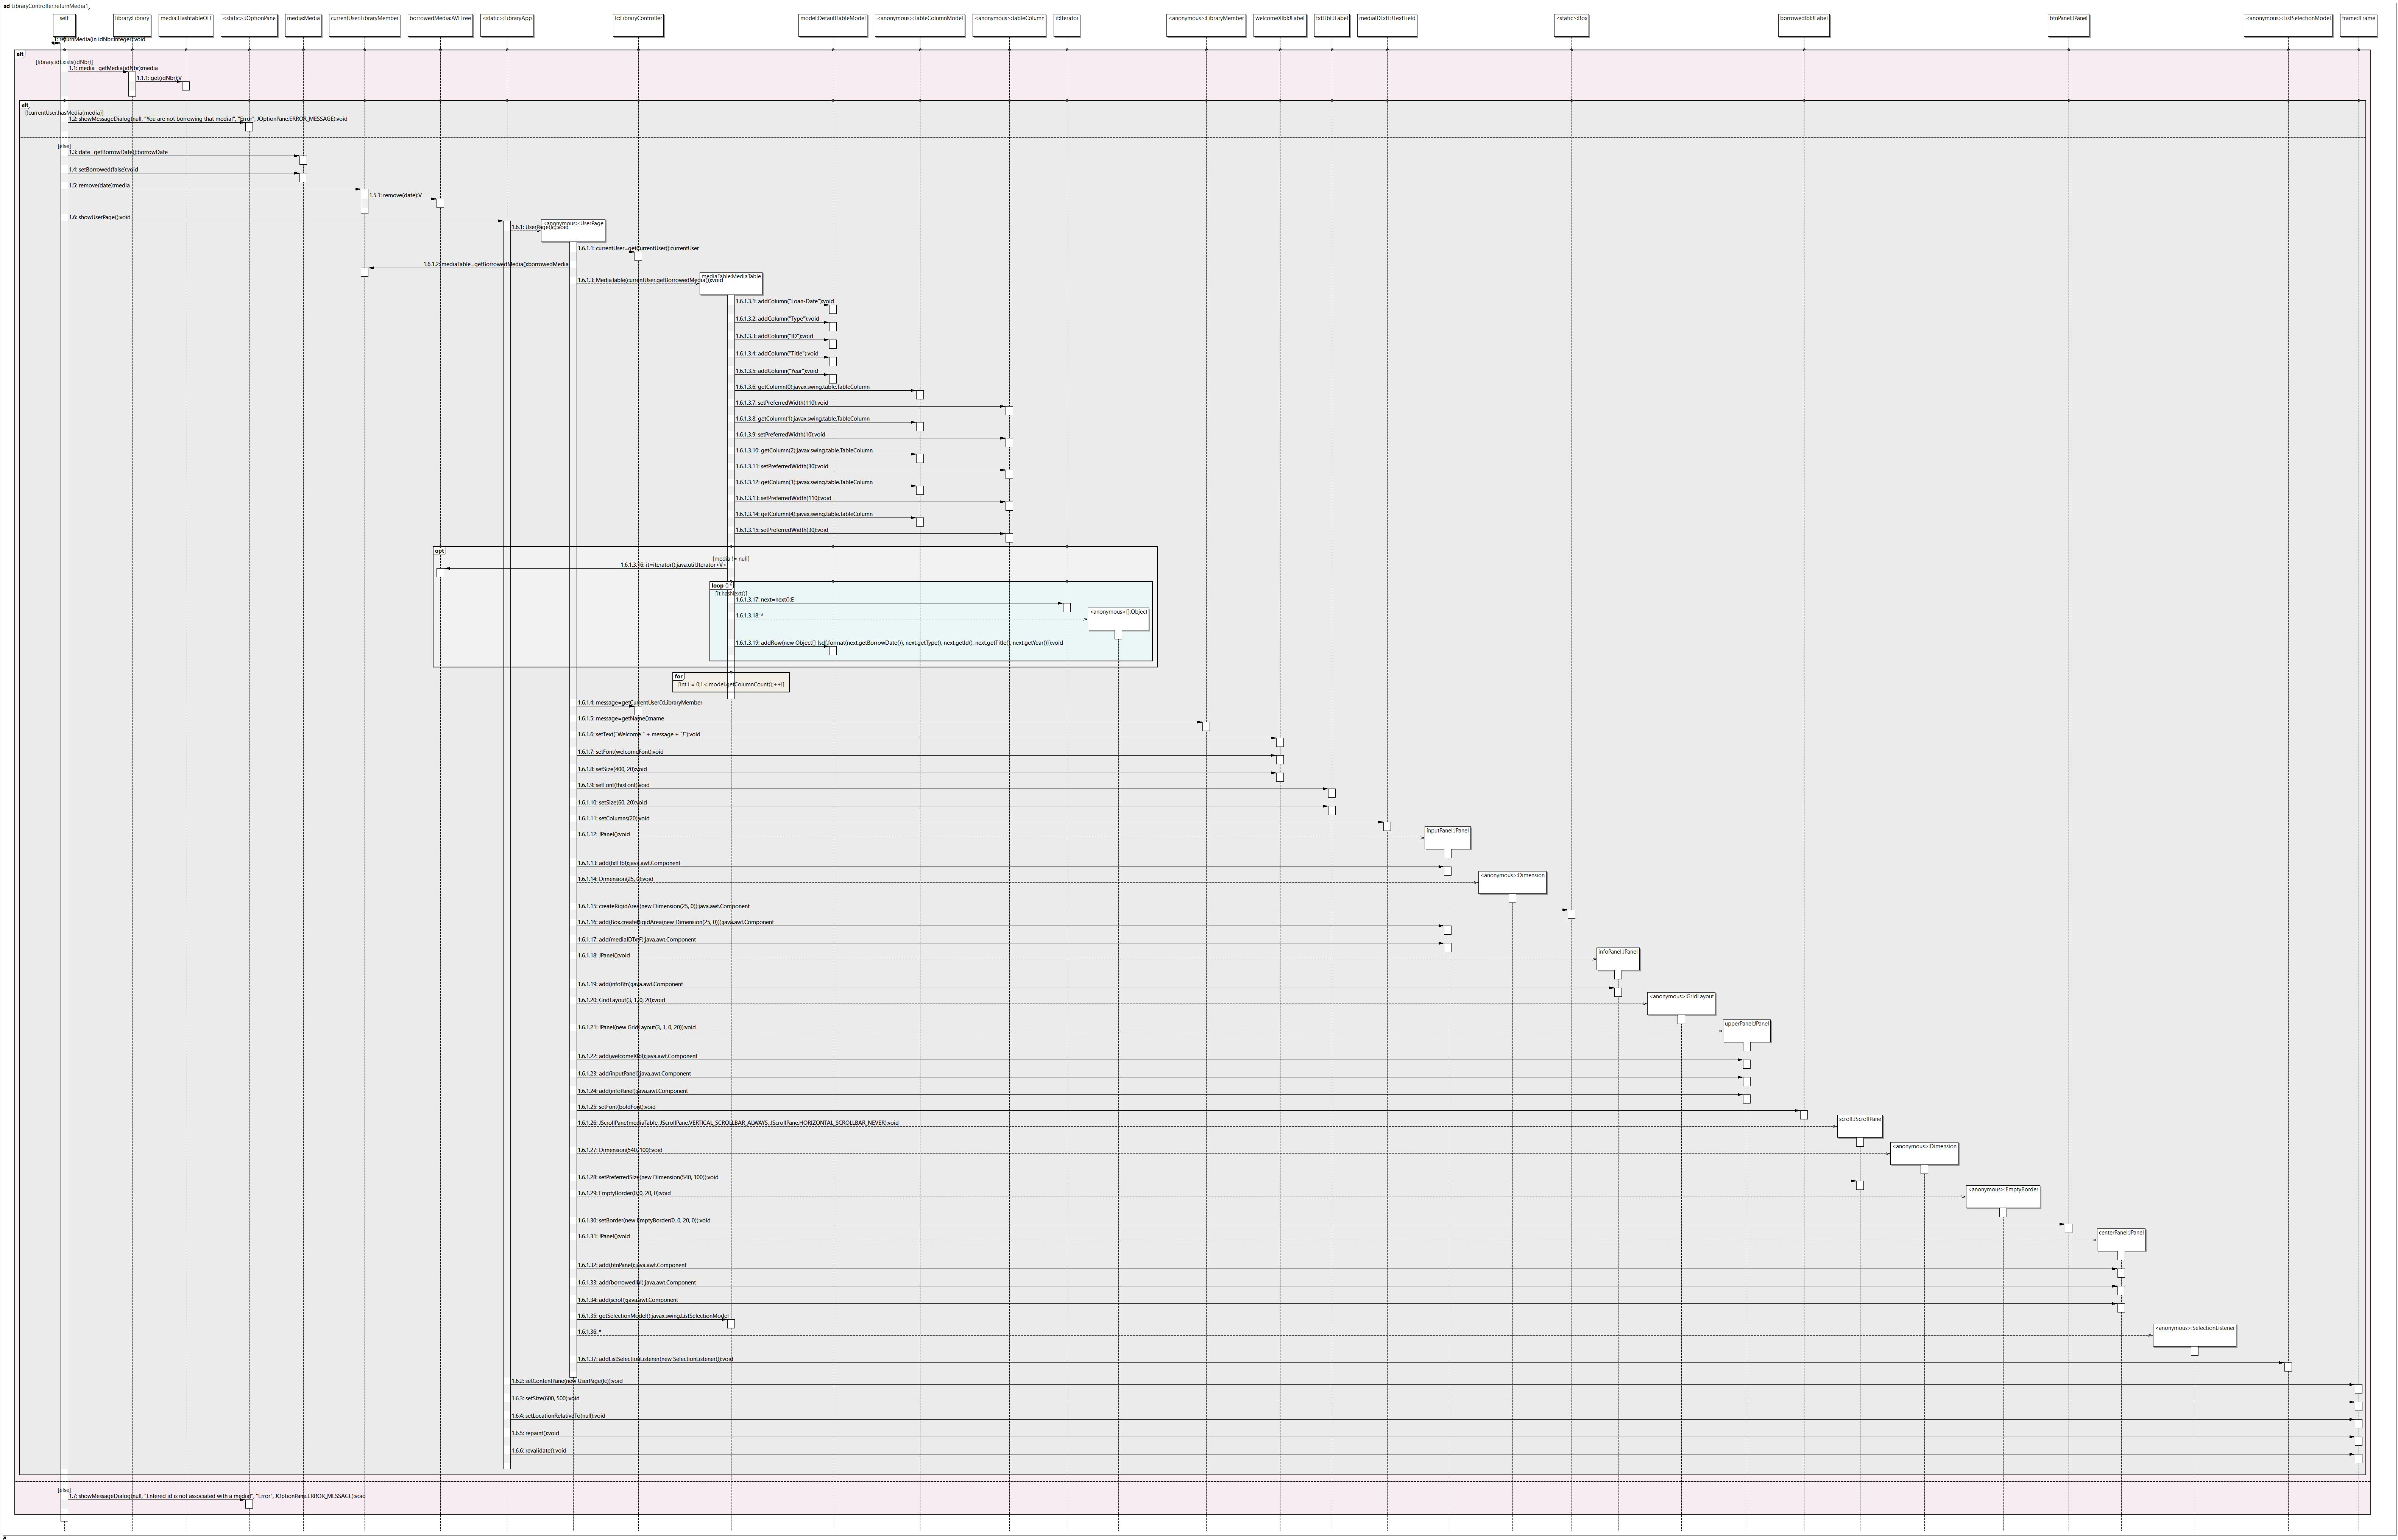 sd LibraryController.returnMedia1
self
library:Library
media:HashtableOH
<static>:JOptionPane
media:Media
currentUser:LibraryMember
borrowedMedia:AVLTree
<static>:LibraryApp
lc:LibraryController
model:DefaultTableModel
<anonymous>:TableColumnModel
<anonymous>:TableColumn
it:Iterator
<anonymous>:LibraryMember
welcomeXlbl:JLabel
txtFlbl:JLabel
mediaIDTxtF:JTextField
<static>:Box
borrowedlbl:JLabel
btnPanel:JPanel
<anonymous>:ListSelectionModel
frame:JFrame
returnMedia(in idNbr:Integer):void
alt
[library.idExists(idNbr)]
1.1: media=getMedia(idNbr):media
1.1.1: get(idNbr):V
alt
[!currentUser.hasMedia(media)]
1.2: showMessageDialog(null, "You are not borrowing that media!", "Error", JOptionPane.ERROR_MESSAGE):void
[else]
1.3: date=getBorrowDate():borrowDate
1.4: setBorrowed(false):void
1.5: remove(date):media
1.5.1: remove(date):V
1.6: showUserPage():void
<anonymous>:UserPage
1.6.1: UserPage(lc):void
1.6.1.1: currentUser=getCurrentUser():currentUser
1.6.1.2: mediaTable=getBorrowedMedia():borrowedMedia
mediaTable:MediaTable
1.6.1.3: MediaTable(currentUser.getBorrowedMedia()):void
1.6.1.3.1: addColumn("Loan-Date"):void
1.6.1.3.2: addColumn("Type"):void
1.6.1.3.3: addColumn("ID"):void
1.6.1.3.4: addColumn("Title"):void
1.6.1.3.5: addColumn("Year"):void
1.6.1.3.6: getColumn(0):javax.swing.table.TableColumn
1.6.1.3.7: setPreferredWidth(110):void
1.6.1.3.8: getColumn(1):javax.swing.table.TableColumn
1.6.1.3.9: setPreferredWidth(10):void
1.6.1.3.10: getColumn(2):javax.swing.table.TableColumn
1.6.1.3.11: setPreferredWidth(30):void
1.6.1.3.12: getColumn(3):javax.swing.table.TableColumn
1.6.1.3.13: setPreferredWidth(110):void
1.6.1.3.14: getColumn(4):javax.swing.table.TableColumn
1.6.1.3.15: setPreferredWidth(30):void
opt
[media != null]
1.6.1.3.16: it=iterator():java.util.Iterator<V>
loop 0,*
[it.hasNext()]
1.6.1.3.17: next=next():E
<anonymous>[]:Object
1.6.1.3.18: *
1.6.1.3.19: addRow(new Object[] {sdf.format(next.getBorrowDate()), next.getType(), next.getId(), next.getTitle(), next.getYear()}):void
for
[int i = 0;i < model.getColumnCount();++i]
1.6.1.4: message=getCurrentUser():LibraryMember
1.6.1.5: message=getName():name
1.6.1.6: setText("Welcome " + message + "!"):void
1.6.1.7: setFont(welcomeFont):void
1.6.1.8: setSize(400, 20):void
1.6.1.9: setFont(thisFont):void
1.6.1.10: setSize(60, 20):void
1.6.1.11: setColumns(20):void
inputPanel:JPanel
1.6.1.12: JPanel():void
1.6.1.13: add(txtFlbl):java.awt.Component
<anonymous>:Dimension
1.6.1.14: Dimension(25, 0):void
1.6.1.15: createRigidArea(new Dimension(25, 0)):java.awt.Component
1.6.1.16: add(Box.createRigidArea(new Dimension(25, 0))):java.awt.Component
1.6.1.17: add(mediaIDTxtF):java.awt.Component
infoPanel:JPanel
1.6.1.18: JPanel():void
1.6.1.19: add(infoBtn):java.awt.Component
<anonymous>:GridLayout
1.6.1.20: GridLayout(3, 1, 0, 20):void
upperPanel:JPanel
1.6.1.21: JPanel(new GridLayout(3, 1, 0, 20)):void
1.6.1.22: add(welcomeXlbl):java.awt.Component
1.6.1.23: add(inputPanel):java.awt.Component
1.6.1.24: add(infoPanel):java.awt.Component
1.6.1.25: setFont(boldFont):void
scroll:JScrollPane
1.6.1.26: JScrollPane(mediaTable, JScrollPane.VERTICAL_SCROLLBAR_ALWAYS, JScrollPane.HORIZONTAL_SCROLLBAR_NEVER):void
<anonymous>:Dimension
1.6.1.27: Dimension(540, 100):void
1.6.1.28: setPreferredSize(new Dimension(540, 100)):void
<anonymous>:EmptyBorder
1.6.1.29: EmptyBorder(0, 0, 20, 0):void
1.6.1.30: setBorder(new EmptyBorder(0, 0, 20, 0)):void
centerPanel:JPanel
1.6.1.31: JPanel():void
1.6.1.32: add(btnPanel):java.awt.Component
1.6.1.33: add(borrowedlbl):java.awt.Component
1.6.1.34: add(scroll):java.awt.Component
1.6.1.35: getSelectionModel():javax.swing.ListSelectionModel
<anonymous>:SelectionListener
1.6.1.36: *
1.6.1.37: addListSelectionListener(new SelectionListener()):void
1.6.2: setContentPane(new UserPage(lc)):void
1.6.3: setSize(600, 500):void
1.6.4: setLocationRelativeTo(null):void
1.6.5: repaint():void
1.6.6: revalidate():void
[else]
1.7: showMessageDialog(null, "Entered id is not associated with a media!", "Error", JOptionPane.ERROR_MESSAGE):void